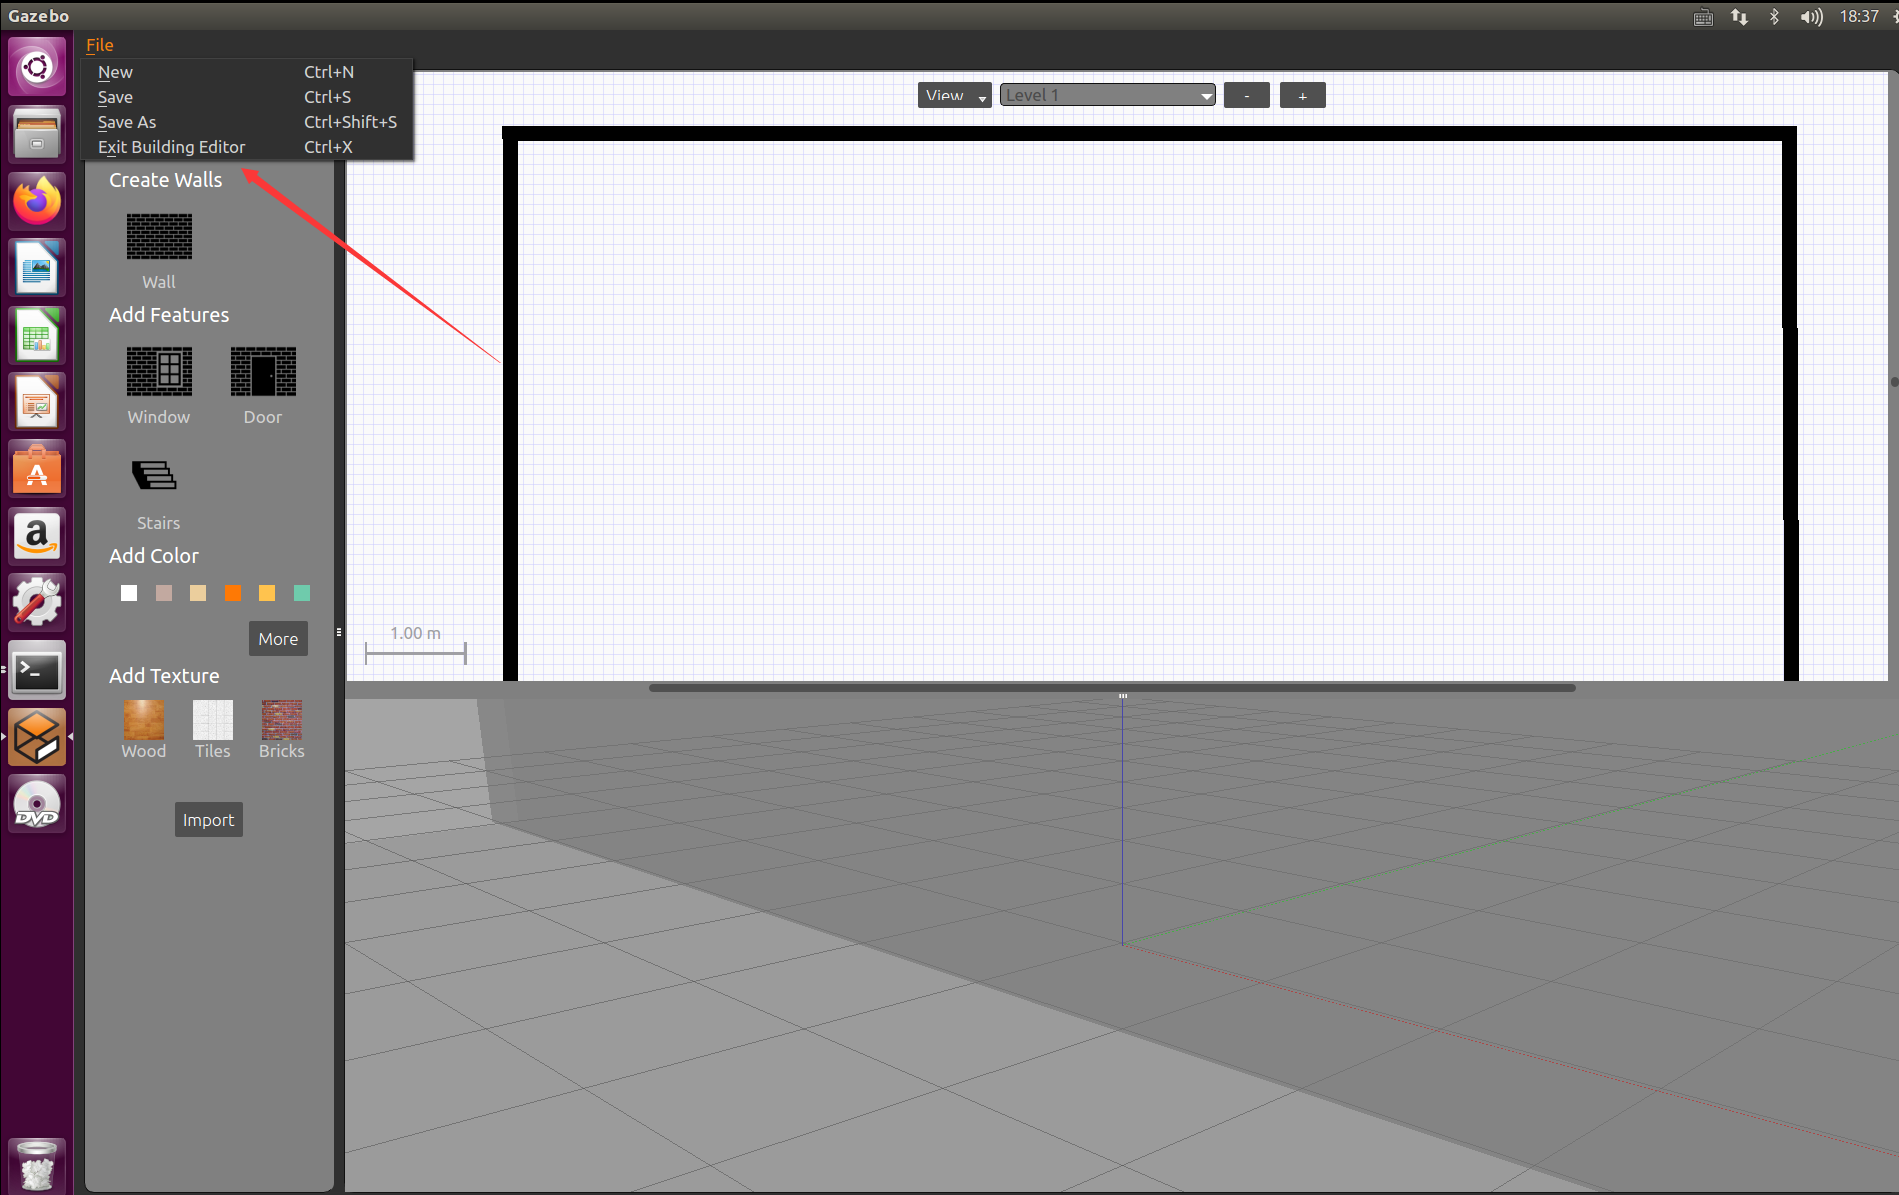 Gazebo
18:37
File
New Ctrl+N
Save Ctrl+S
Save As Ctrl+Shift+S
Exit Building Editor Ctrl+X
View Level 1 - +
Create Walls
Wall
Add Features
Window Door
Stairs
Add Color
More
1.00 m
Add Texture
Wood Tiles Bricks
Import
A
a
>_
DVD